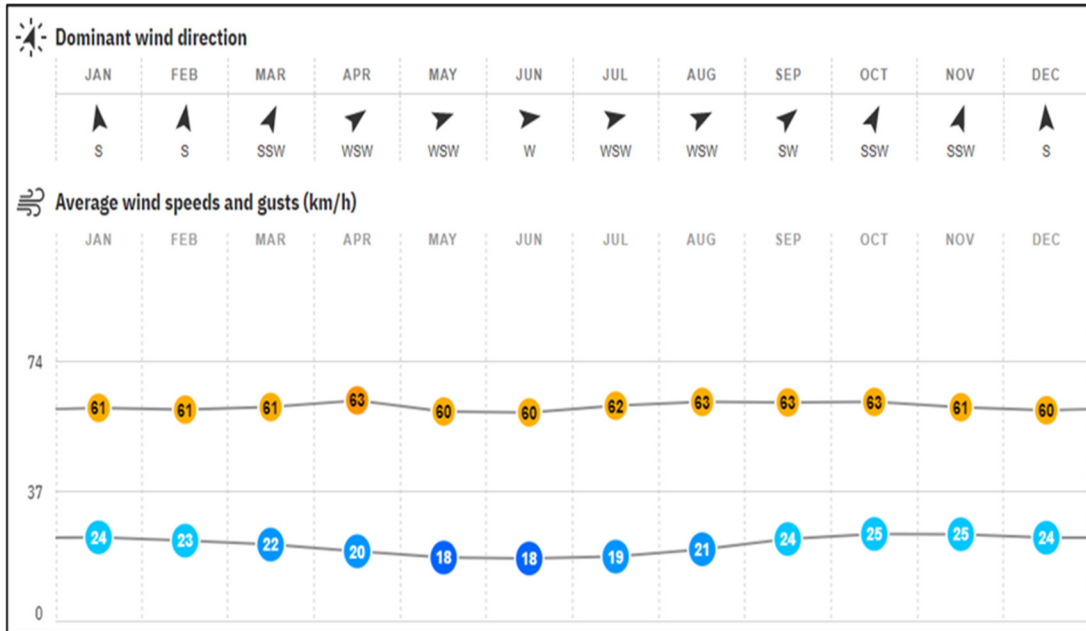 Dominant wind direction
JAN FEB MAR APR MAY JUN JUL AUG SEP OCT NOV DEC
S S SSW WSW WSW W WSW WSW SW SSW SSW S
Average wind speeds and gusts (km/h)
JAN FEB MAR APR MAY JUN JUL AUG SEP OCT NOV DEC
74
61 61 61 63 60 60 62 63 63 63 61 60
37
24 23 22 20 18 18 19 21 24 25 25 24
0